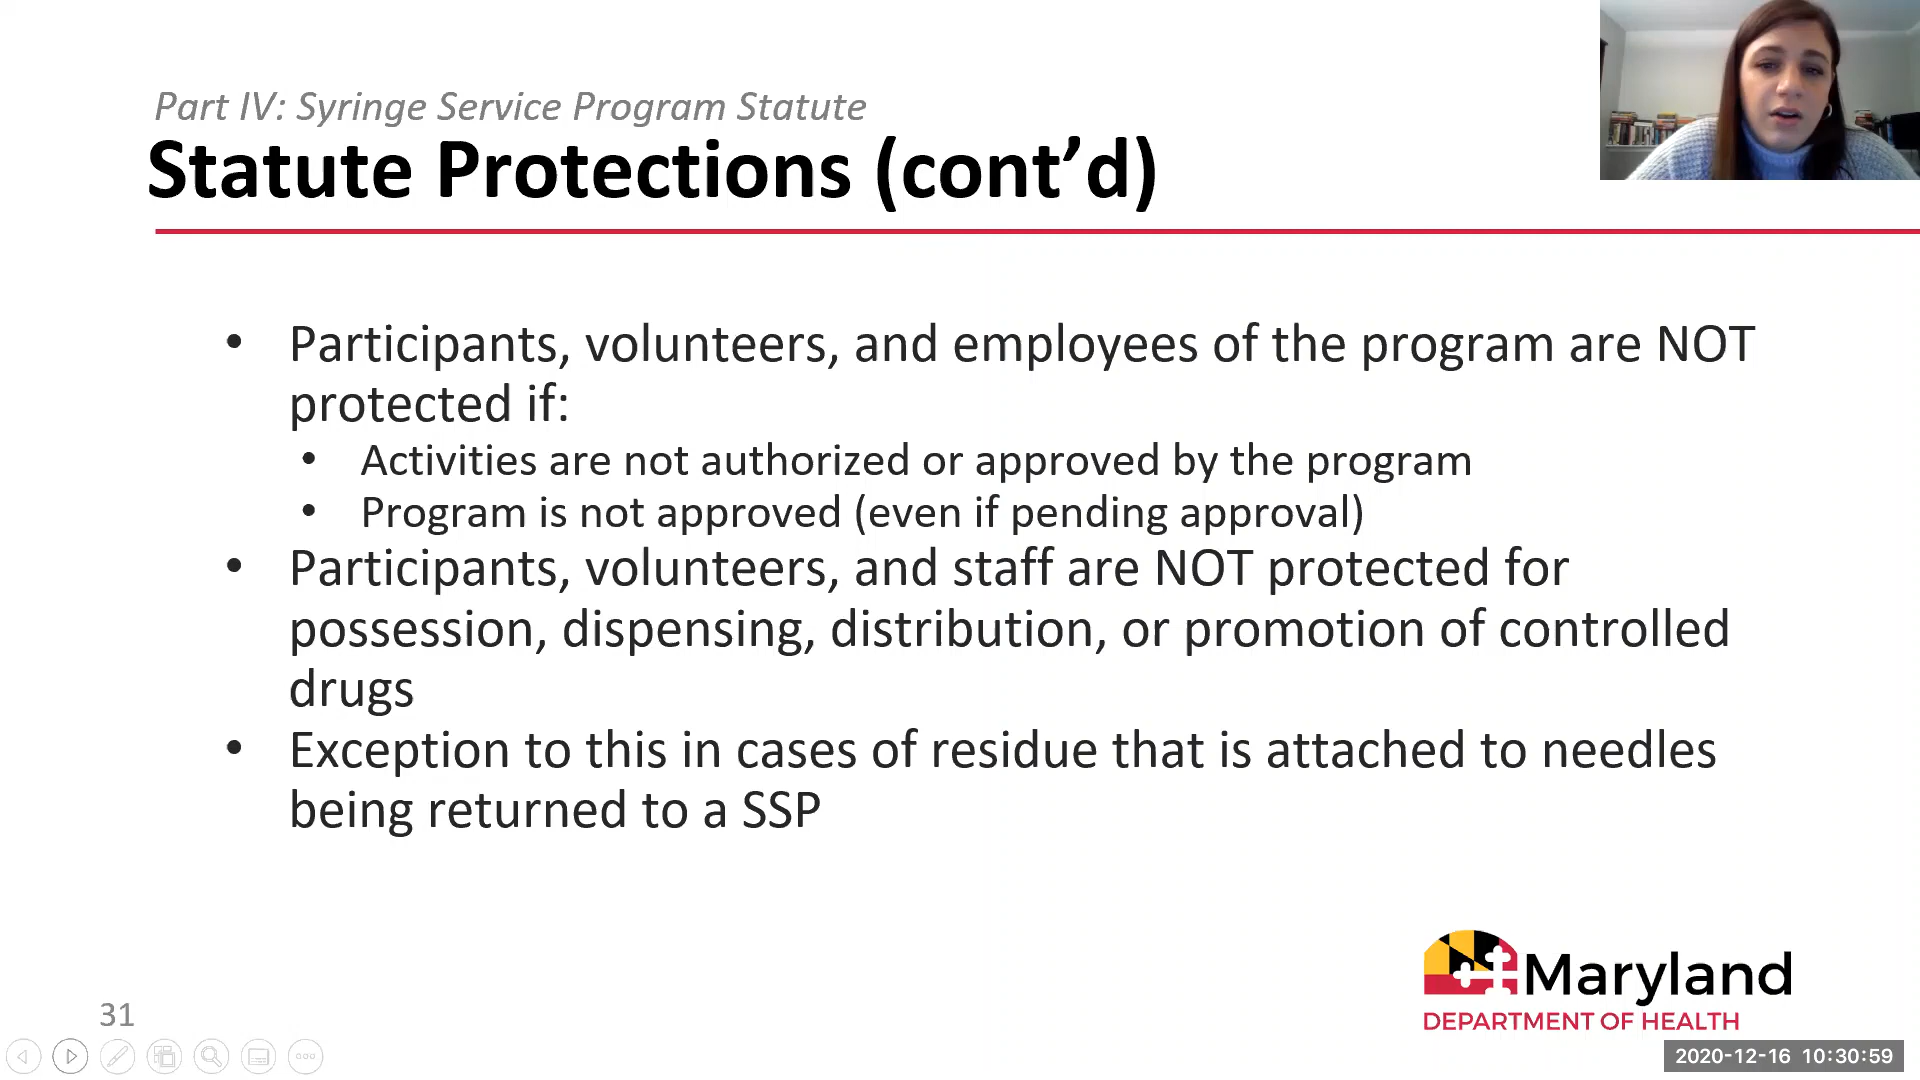 Part IV: Syringe Service Program Statute
Statute Protections (cont’d)
• Participants, volunteers, and employees of the program are NOT
protected if:
• Activities are not authorized or approved by the program
• Program is not approved (even if pending approval)
• Participants, volunteers, and staff are NOT protected for
possession, dispensing, distribution, or promotion of controlled
drugs
• Exception to this in cases of residue that is attached to needles
being returned to a SSP
Maryland
DEPARTMENT OF HEALTH
31
2020-12-16 10:30:59